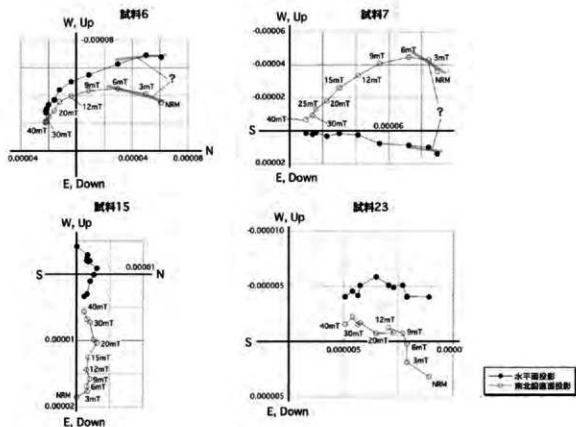 試料6
W, Up
-0.00008
?
6mT
9mT
3mT
20mT
12mT
NRM
40mT
30mT
0.00004
0.00004
0.00008
N
E, Down
試料7
W, Up
-0.00006
6mT
9mT
3mT
-0.00004
15mT
12mT
NRM
-0.00002
25mT
20mT
?
40mT
30mT
0.00006
S
0.00002
E, Down
試料15
W, Up
0.00001
S
N
40mT
30mT
0.00001
20mT
15mT
12mT
9mT
6mT
NRM
3mT
0.00002
E, Down
試料23
W, Up
-0.000010
-0.000005
12mT
40mT
30mT
9mT
20mT
S
0.000005
6mT
3mT
NRM
0.000005
E, Down
水平面投影
南北鉛直面投影